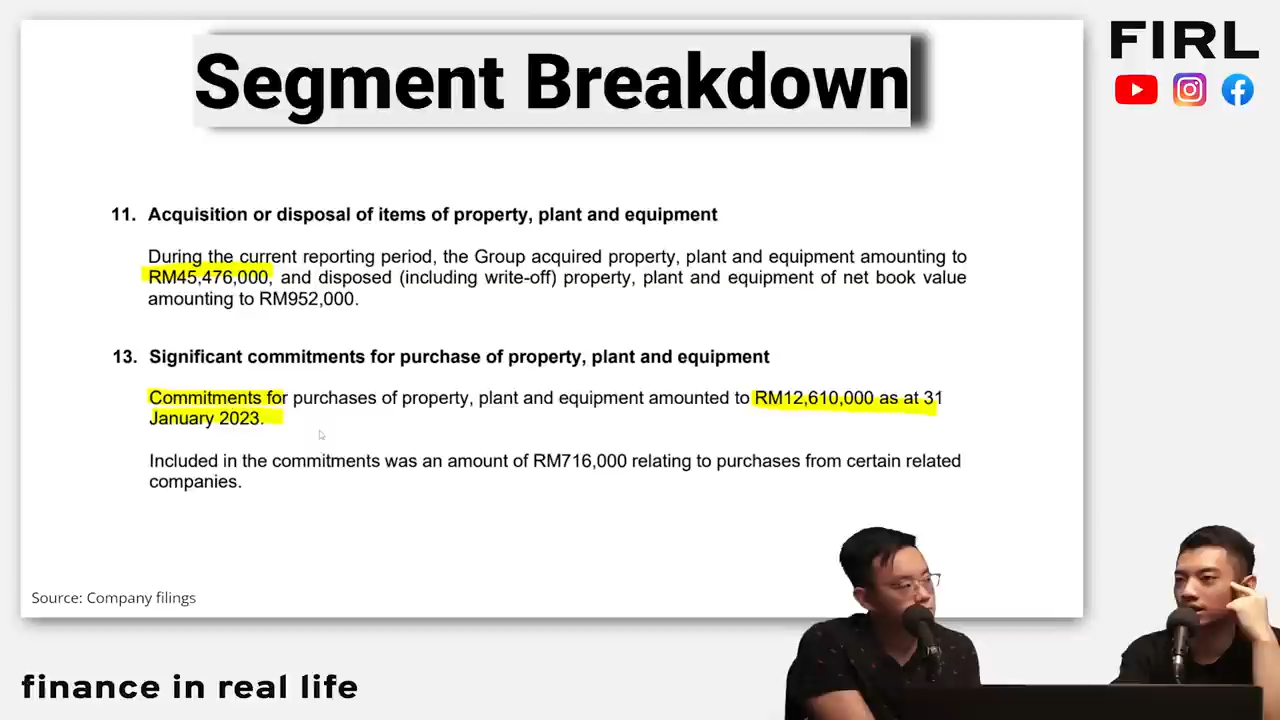 Segment Breakdown
FIRL
11. Acquisition or disposal of items of property, plant and equipment
During the current reporting period, the Group acquired property, plant and equipment amounting to
RM45,476,000, and disposed (including write-off) property, plant and equipment of net book value
amounting to RM952,000.
13. Significant commitments for purchase of property, plant and equipment
Commitments for purchases of property, plant and equipment amounted to RM12,610,000 as at 31
January 2023.
Included in the commitments was an amount of RM716,000 relating to purchases from certain related
companies.
Source: Company filings
finance in real life